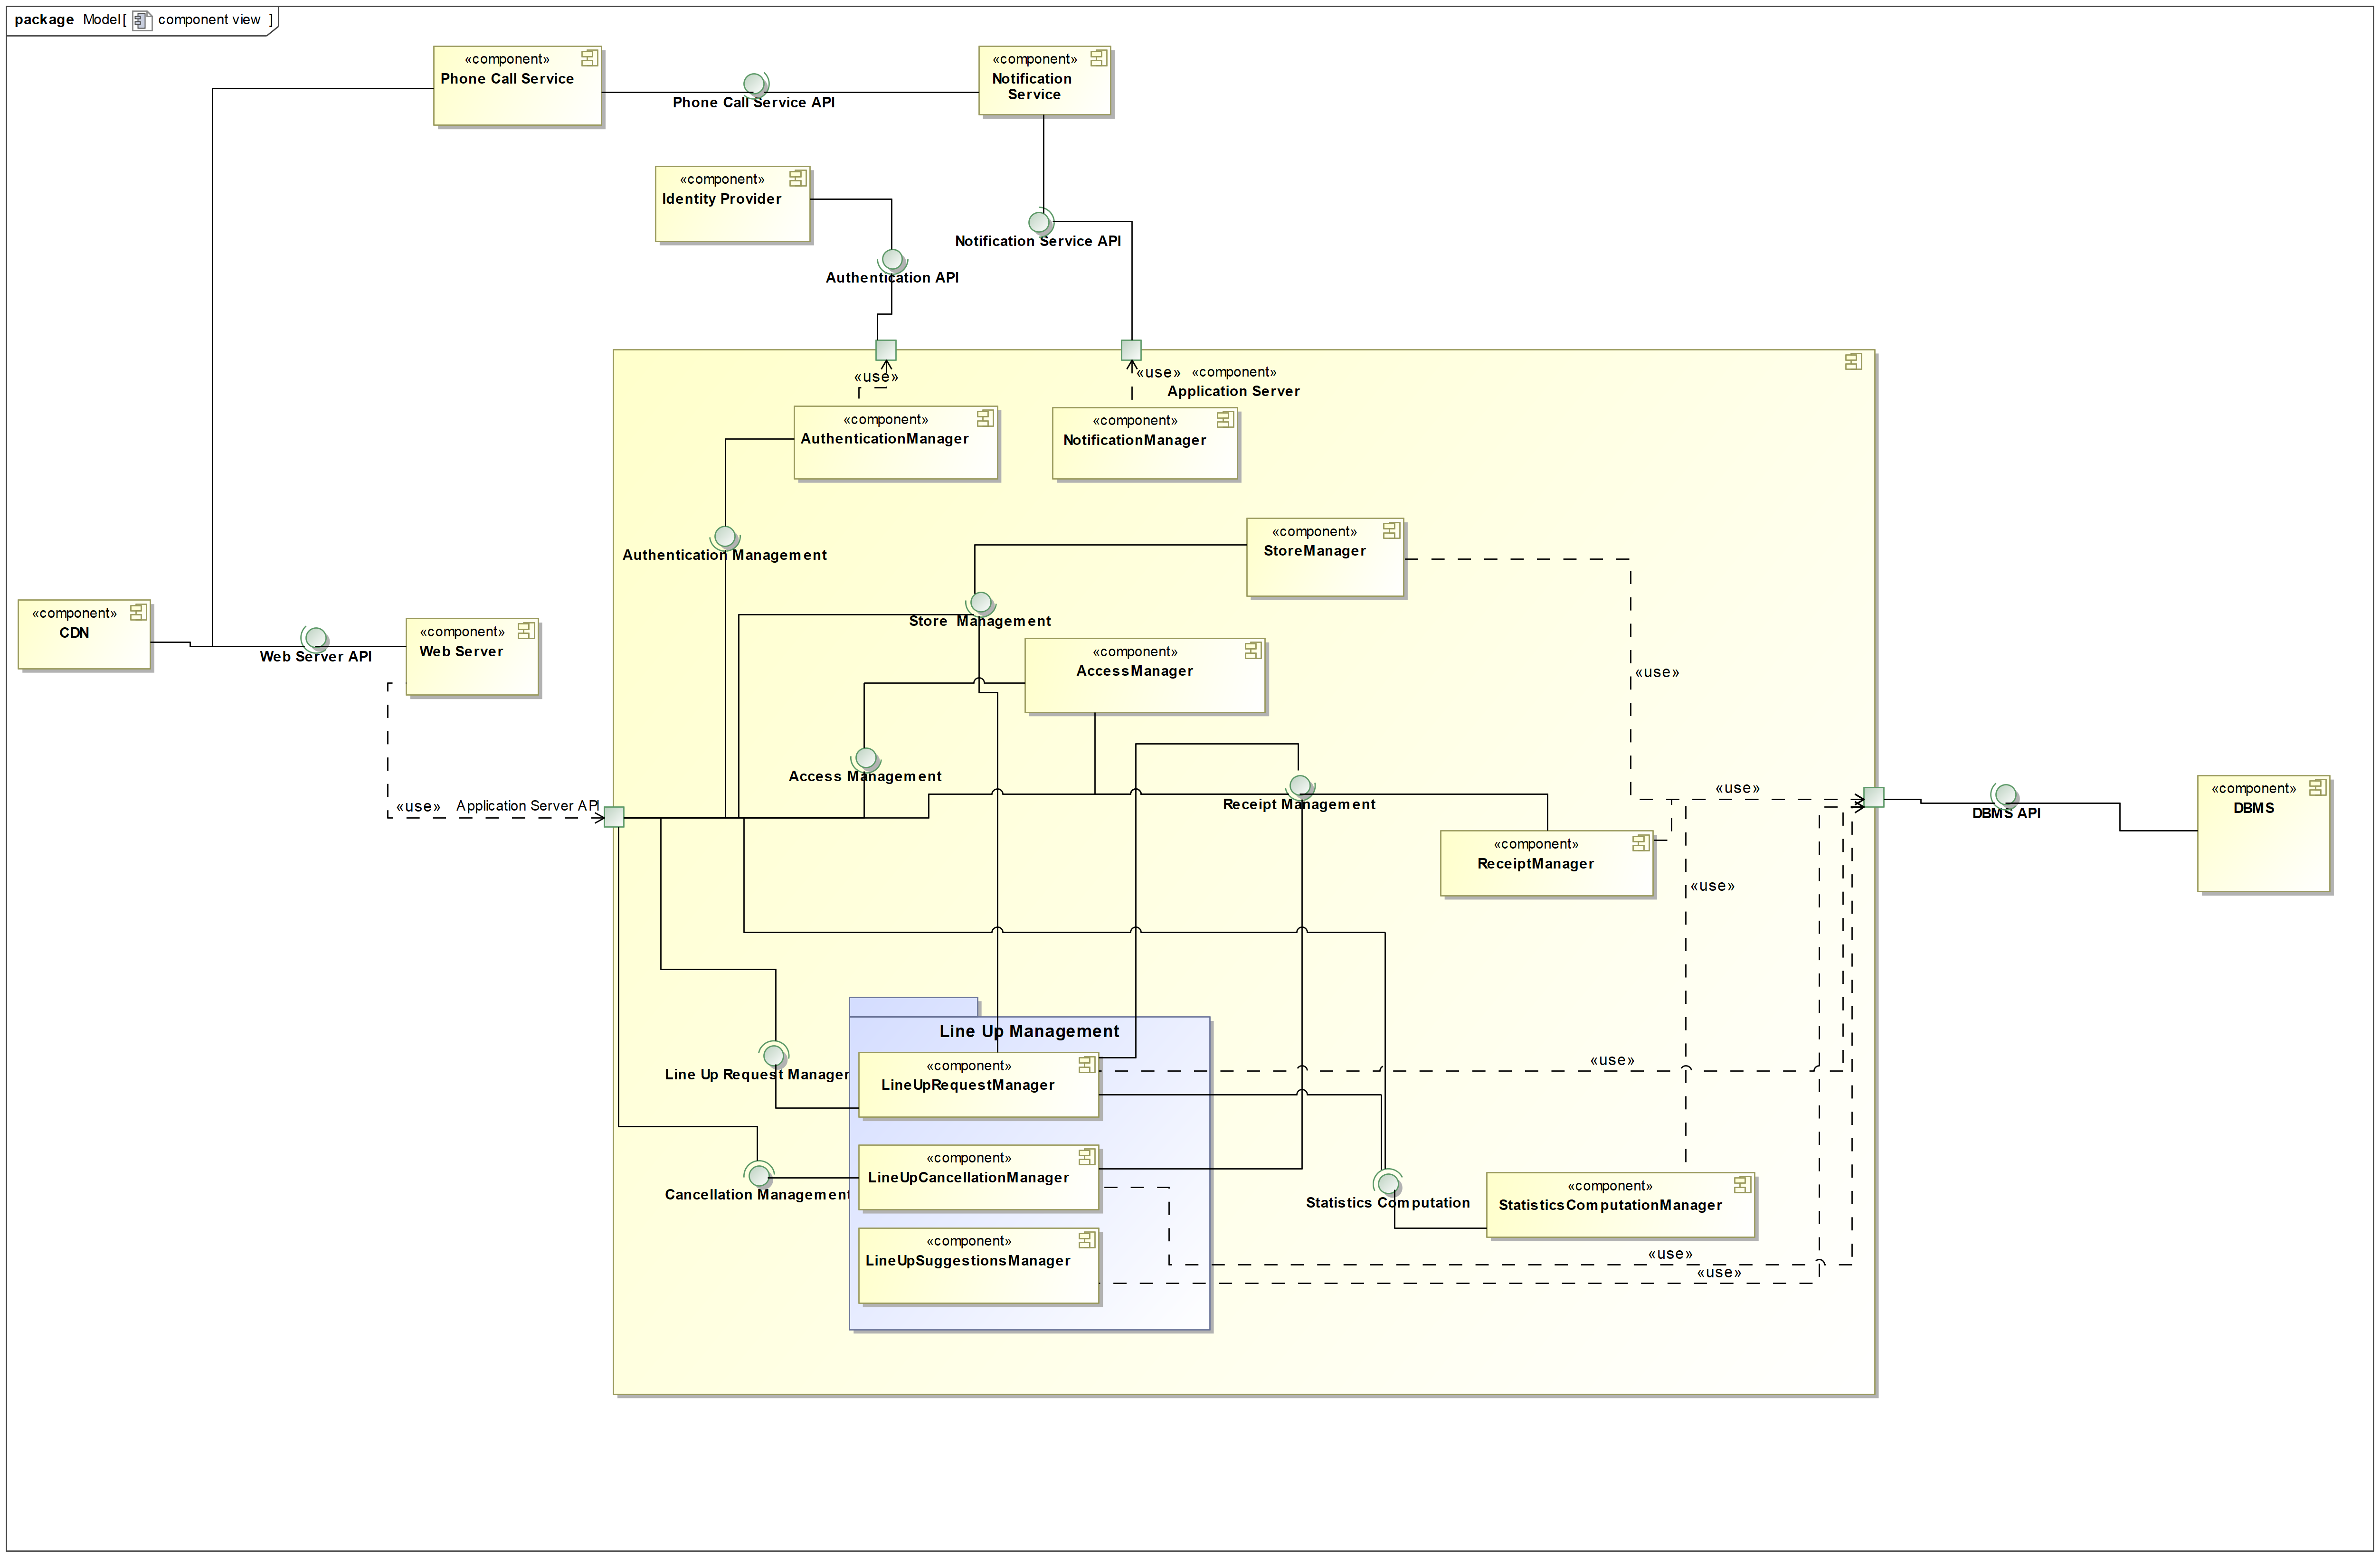 package Model[ component view ]
«component»
Phone Call Service
Phone Call Service API
«component»
Notification
Service
«component»
Identity Provider
Notification Service API
Authentication API
«use»
«use»
«component»
Application Server
«component»
AuthenticationManager
«component»
NotificationManager
«component»
StoreManager
Authentication Management
«component»
CDN
Web Server API
«component»
Web Server
Store Management
«component»
AccessManager
«use»
Access Management
«use»
Application Server API
Receipt Management
«use»
DBMS API
«component»
DBMS
«component»
ReceiptManager
«use»
Line Up Management
Line Up Request Manager
«component»
LineUpRequestManager
«use»
Cancellation Management
«component»
LineUpCancellationManager
Statistics Computation
«component»
StatisticsComputationManager
«component»
LineUpSuggestionsManager
«use»
«use»